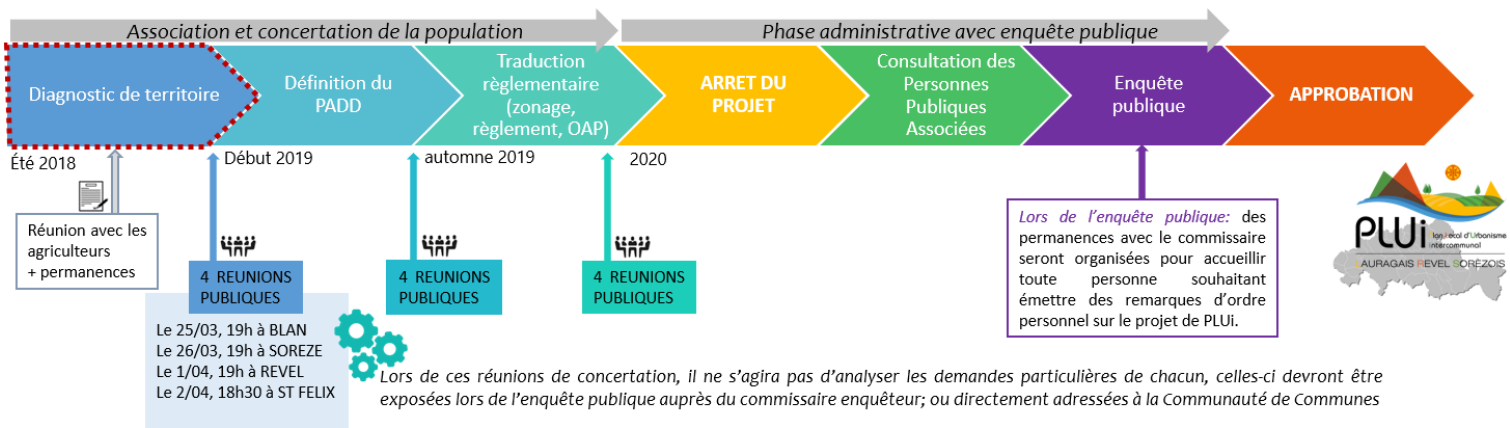 Association et concertation de la population
Phase administrative avec enquête publique
Diagnostic de territoire
Définition du
PADD
Traduction
règlementaire
(zonage,
règlement, OAP)
ARRET DU
PROJET
Consultation des
Personnes
Publiques
Associées
Enquête
publique
APPROBATION
Été 2018
Début 2019
automne 2019
2020
Réunion avec les
agriculteurs
+ permanences
4 REUNIONS
PUBLIQUES
4 REUNIONS
PUBLIQUES
4 REUNIONS
PUBLIQUES
Le 25/03, 19h à BLAN
Le 26/03, 19h à SOREZE
Le 1/04, 19h à REVEL
Le 2/04, 18h30 à ST FELIX
Lors de l’enquête publique: des
permanences avec le commissaire
seront organisées pour accueillir
toute personne souhaitant
émettre des remarques d’ordre
personnel sur le projet de PLUi.
PLUi
Plan Local d'Urbanisme
Intercommunal
LAURAGAIS REVEL SORÈZOIS
Lors de ces réunions de concertation, il ne s’agira pas d’analyser les demandes particulières de chacun, celles-ci devront être
exposées lors de l’enquête publique auprès du commissaire enquêteur; ou directement adressées à la Communauté de Communes